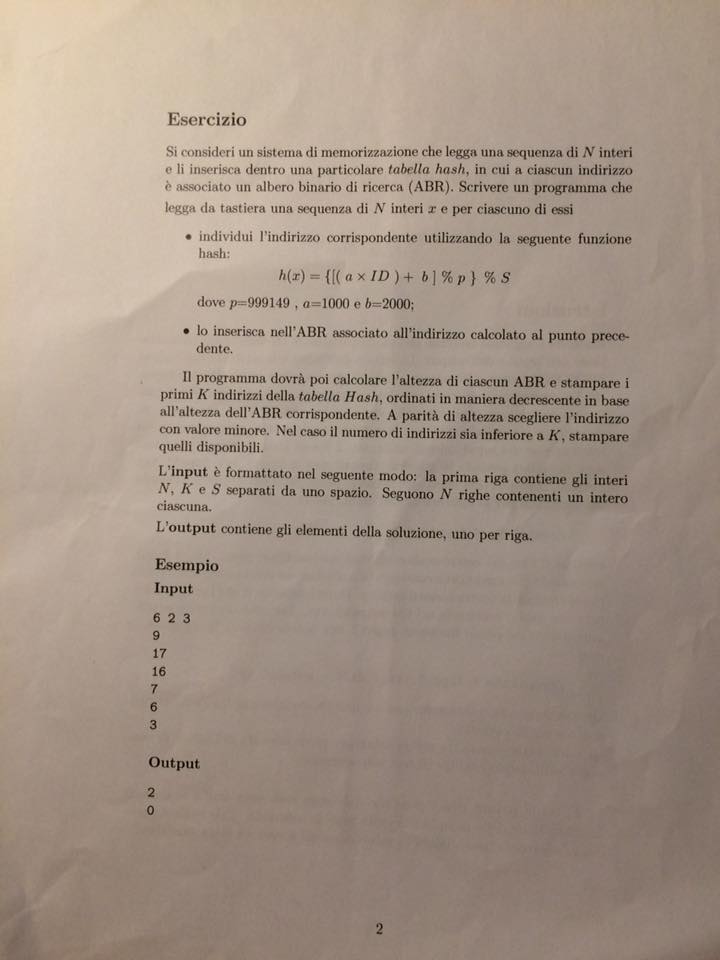 Esercizio
Si consideri un sistema di memorizzazione che legga una sequenza di N interi
e li inserisca dentro una particolare tabella hash, in cui a ciascun indirizzo
è associato un albero binario di ricerca (ABR). Scrivere un programma che
legga da tastiera una sequenza di N interi x e per ciascuno di essi
• individui l'indirizzo corrispondente utilizzando la seguente funzione
hash:
h(x) = {[( a × ID ) + b ] % p } % S
dove p=999149 , a=1000 e b=2000;
• lo inserisca nell'ABR associato all'indirizzo calcolato al punto prece-
dente.
Il programma dovrà poi calcolare l'altezza di ciascun ABR e stampare i
primi K indirizzi della tabella Hash, ordinati in maniera decrescente in base
all'altezza dell'ABR corrispondente. A parità di altezza scegliere l'indirizzo
con valore minore. Nel caso il numero di indirizzi sia inferiore a K, stampare
quelli disponibili.
L'input è formattato nel seguente modo: la prima riga contiene gli interi
N, K e S separati da uno spazio. Seguono N righe contenenti un intero
ciascuna.
L'output contiene gli elementi della soluzione, uno per riga.
Esempio
Input
6 2 3
9
17
16
7
6
3
Output
2
0
2